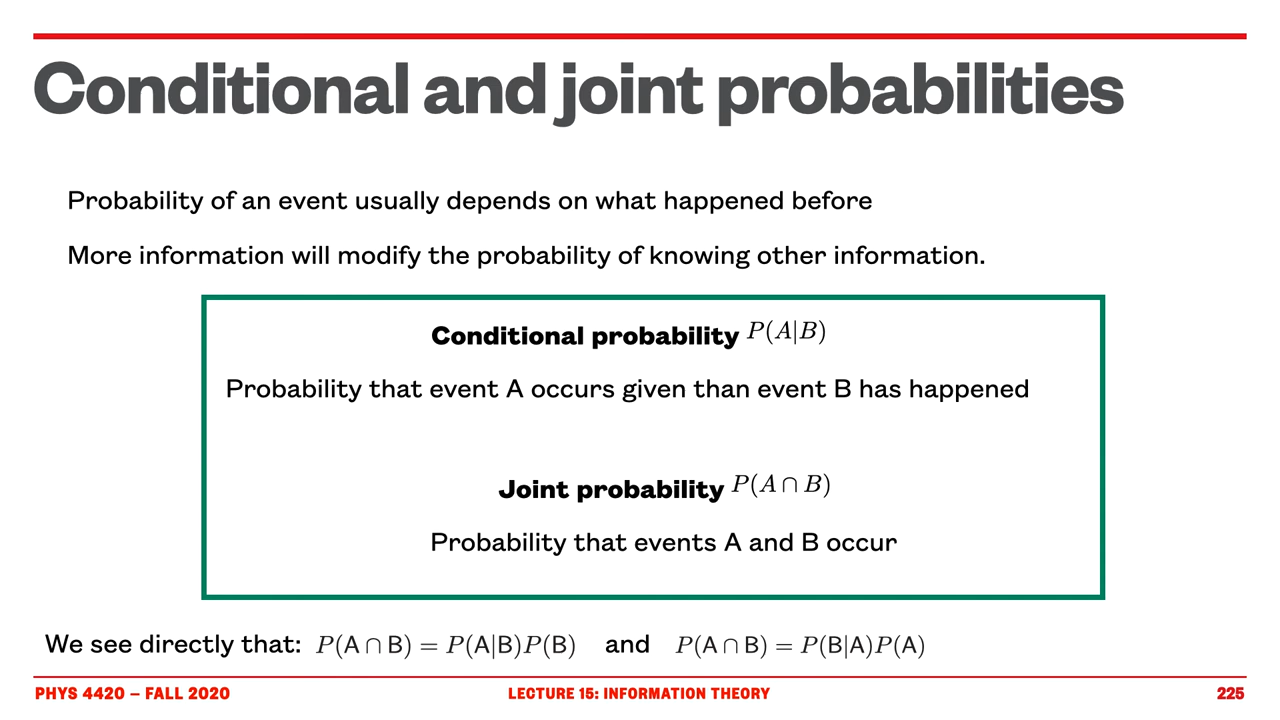 Conditional and joint probabilities
Probability of an event usually depends on what happened before
More information will modify the probability of knowing other information.
Conditional probability P(A|B)
Probability that event A occurs given than event B has happened
Joint probability P(A ∩ B)
Probability that events A and B occur
We see directly that: P(A ∩ B) = P(A|B)P(B) and P(A ∩ B) = P(B|A)P(A)
PHYS 4420 – FALL 2020 LECTURE 15: INFORMATION THEORY 225